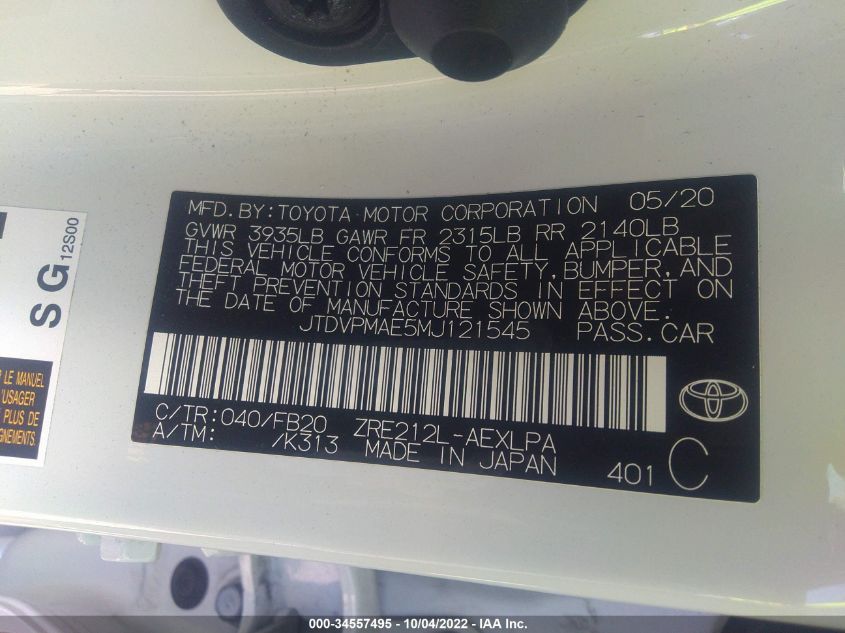 MFD. BY: TOYOTA MOTOR CORPORATION 05/20
GVWR 3935LB GAWR FR 2315LB RR 2140LB
THIS VEHICLE CONFORMS TO ALL APPLICABLE
FEDERAL MOTOR VEHICLE SAFETY, BUMPER, AND
THEFT PREVENTION STANDARDS IN EFFECT ON
THE DATE OF MANUFACTURE SHOWN ABOVE.
JTDVPMAE5MJ121545 PASS. CAR
C/TR: 040/FB20 ZRE212L-AEXLPA
A/TM: /K313 MADE IN JAPAN 401 C
SG 12S00
LE MANUEL
L'USAGER
PLUS DE
000-34557495 - 10/04/2022 - IAA Inc.